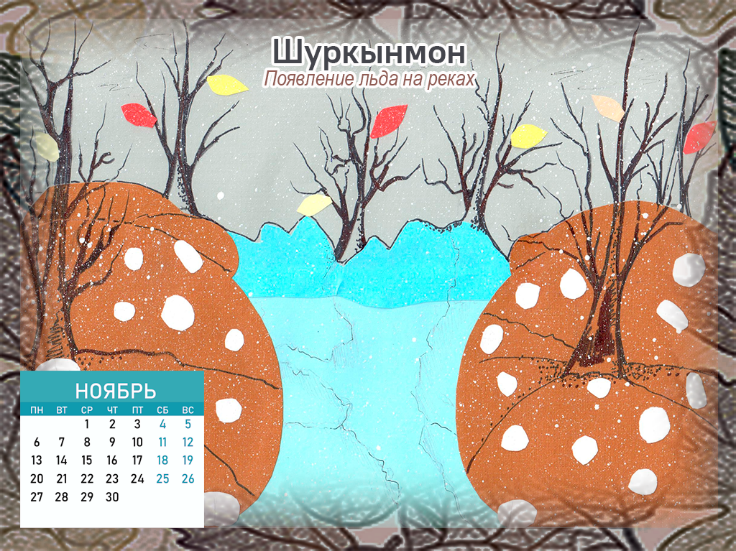 Шуркынмон
Появление льда на реках
НОЯБРЬ
ПН ВТ СР ЧТ ПТ СБ ВС
1 2 3 4 5
6 7 8 9 10 11 12
13 14 15 16 17 18 19
20 21 22 23 24 25 26
27 28 29 30